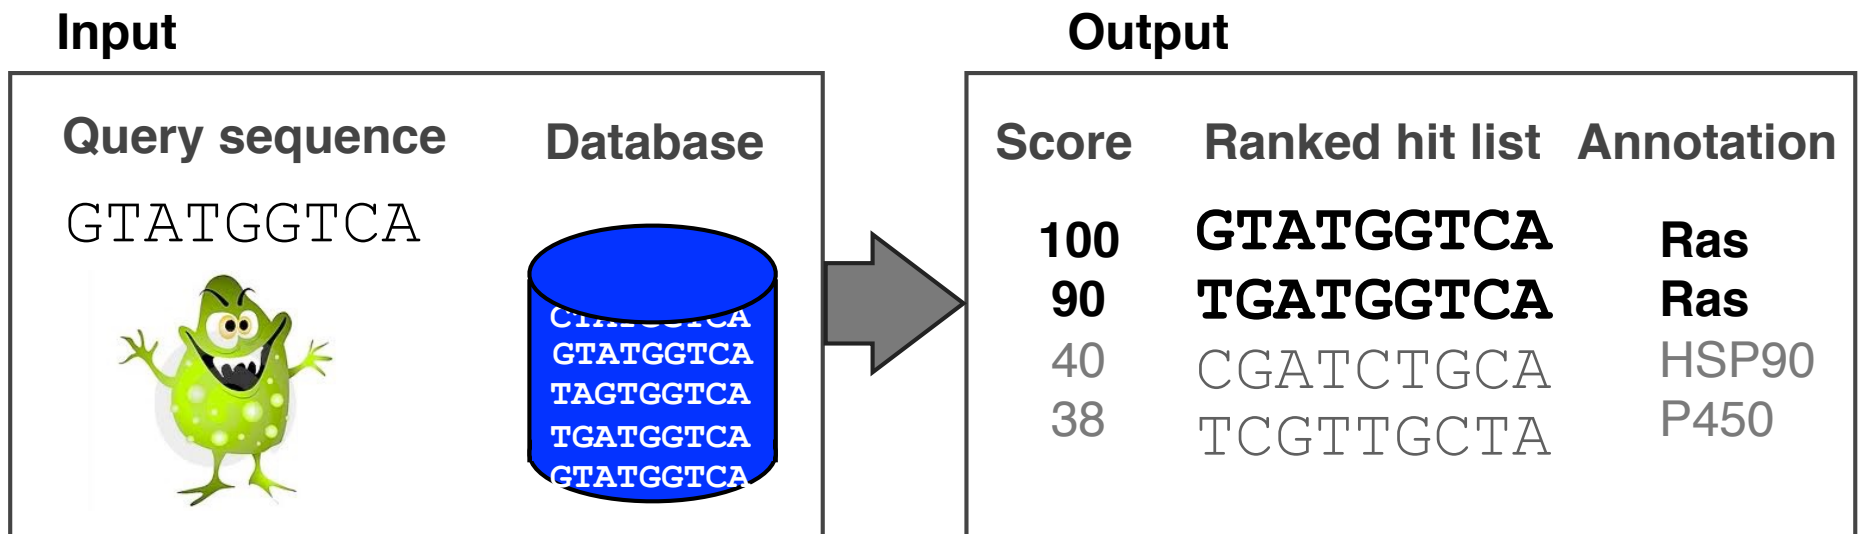 Input
Query sequence
GTATGGTCA
Database
CTATGGTCA
GTATGGTCA
TAGTGGTCA
TGATGGTCA
GTATGGTCA
Output
Score Ranked hit list Annotation
100 GTATGGTCA Ras
90 TGATGGTCA Ras
40 CGATCTGCA HSP90
38 TCGTTGCTA P450